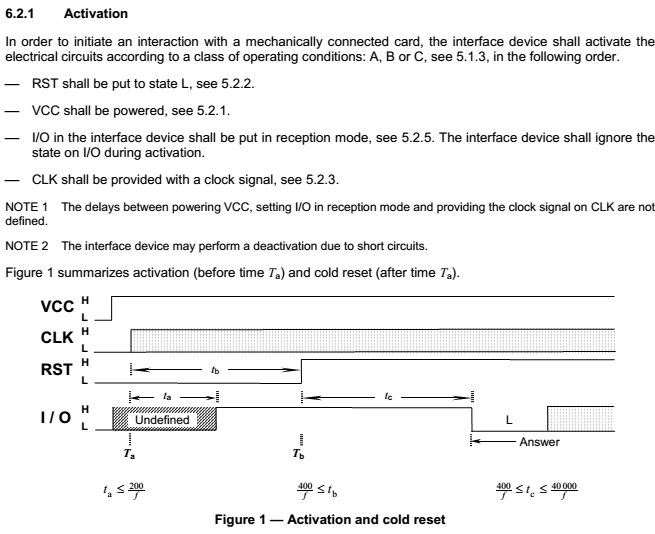 6.2.1 Activation
In order to initiate an interaction with a mechanically connected card, the interface device shall activate the
electrical circuits according to a class of operating conditions: A, B or C, see 5.1.3, in the following order.
— RST shall be put to state L, see 5.2.2.
— VCC shall be powered, see 5.2.1.
— I/O in the interface device shall be put in reception mode, see 5.2.5. The interface device shall ignore the
state on I/O during activation.
— CLK shall be provided with a clock signal, see 5.2.3.
NOTE 1 The delays between powering VCC, setting I/O in reception mode and providing the clock signal on CLK are not
defined.
NOTE 2 The interface device may perform a deactivation due to short circuits.
Figure 1 summarizes activation (before time Ta) and cold reset (after time Ta).
VCC H
L
CLK H
L
RST H
L
tb
ta
tc
I / O H
L
Undefined
L
Answer
Ta
Tb
ta ≤ 200/f
400/f ≤ tb
400/f ≤ tc ≤ 40 000/f
Figure 1 — Activation and cold reset